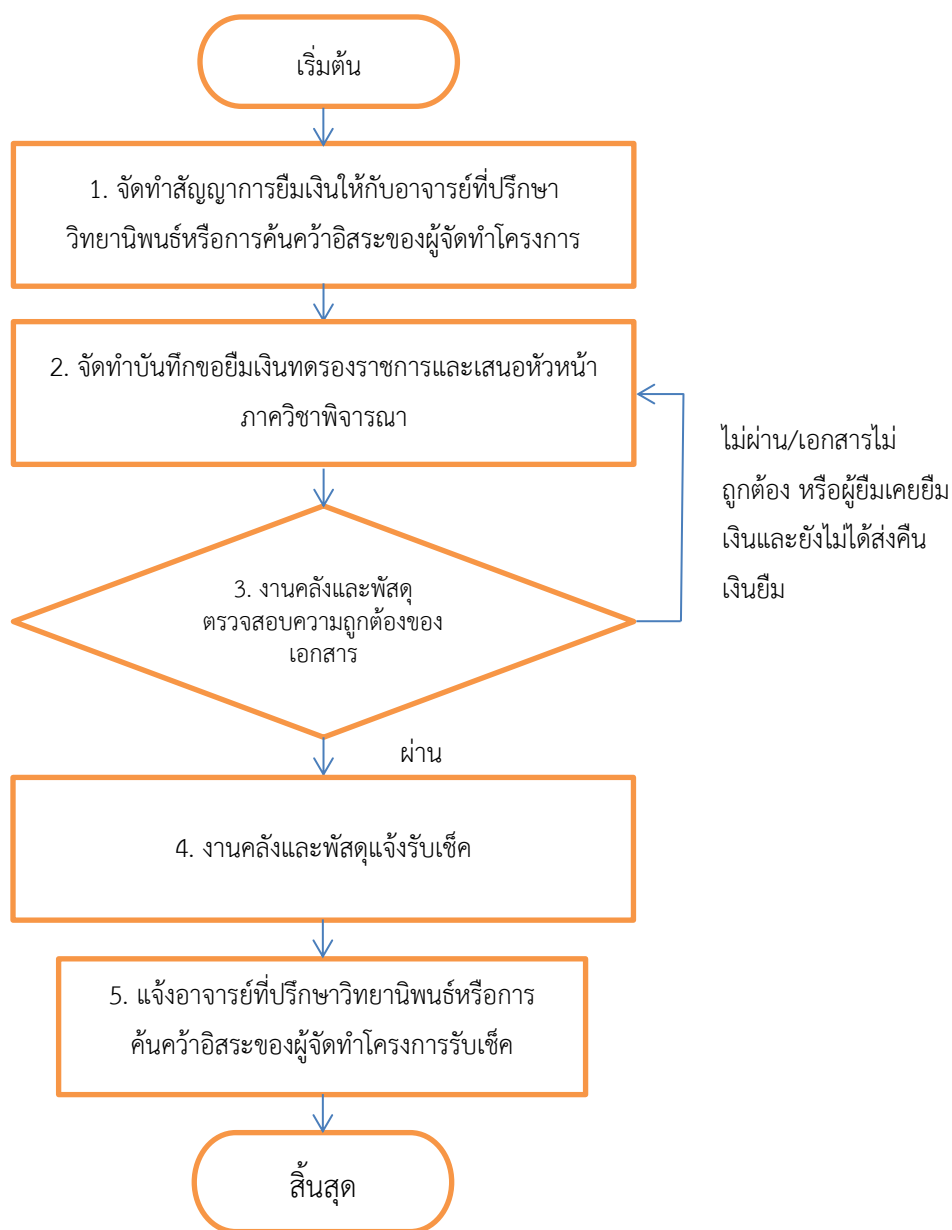 เริ่มต้น
1. จัดทำสัญญาการยืมเงินให้กับอาจารย์ที่ปรึกษา
วิทยานิพนธ์หรือการค้นคว้าอิสระของผู้จัดทำโครงการ
2. จัดทำบันทึกขอยืมเงินทดรองราชการและเสนอหัวหน้า
ภาควิชาพิจารณา
ไม่ผ่าน/เอกสารไม่
ถูกต้อง หรือผู้ยืมเคยยืม
เงินและยังไม่ได้ส่งคืน
เงินยืม
3. งานคลังและพัสดุ
ตรวจสอบความถูกต้องของ
เอกสาร
ผ่าน
4. งานคลังและพัสดุแจ้งรับเช็ค
5. แจ้งอาจารย์ที่ปรึกษาวิทยานิพนธ์หรือการ
ค้นคว้าอิสระของผู้จัดทำโครงการรับเช็ค
สิ้นสุด